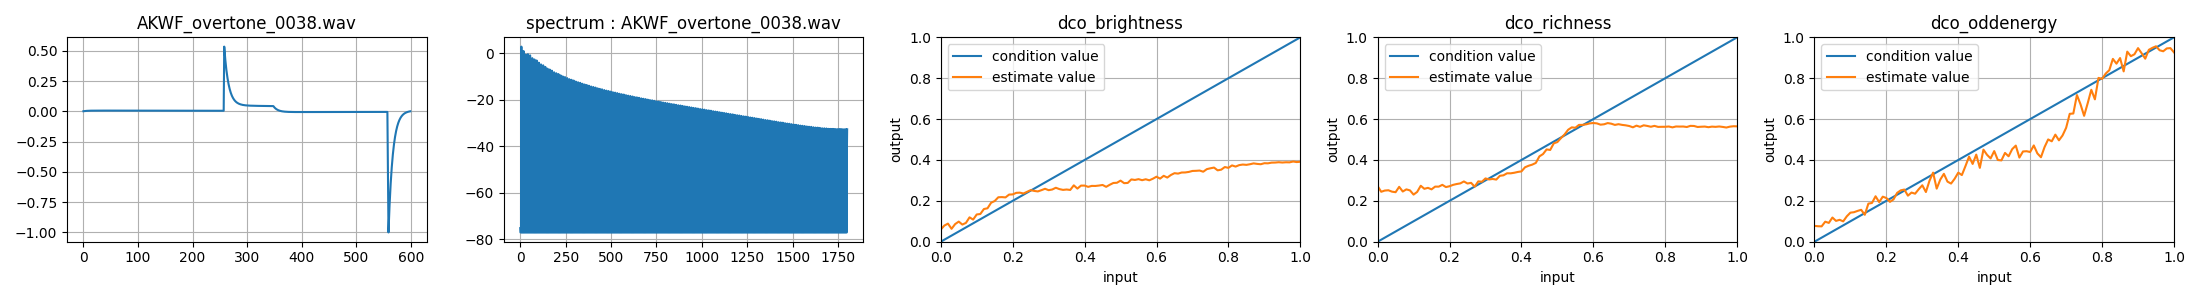 AKWF_overtone_0038.wav
0.50
0.25
0.00
−0.25
−0.50
−0.75
−1.00
0 100 200 300 400 500 600
spectrum : AKWF_overtone_0038.wav
0
−20
−40
−60
−80
0 250 500 750 1000 1250 1500 1750
dco_brightness
condition value
estimate value
output
1.0
0.8
0.6
0.4
0.2
0.0
0.0 0.2 0.4 0.6 0.8 1.0
input
dco_richness
condition value
estimate value
output
1.0
0.8
0.6
0.4
0.2
0.0
0.0 0.2 0.4 0.6 0.8 1.0
input
dco_oddenergy
condition value
estimate value
output
1.0
0.8
0.6
0.4
0.2
0.0
0.0 0.2 0.4 0.6 0.8 1.0
input